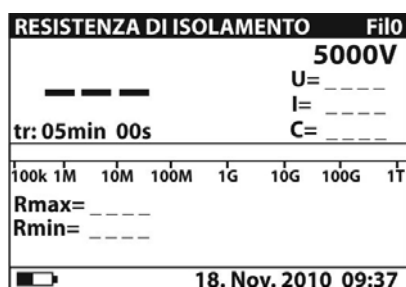 RESISTENZA DI ISOLAMENTO Fil0
5000V
U= _ _ _ _
_ _ _
I= _ _ _ _
tr: 05min 00s C= _ _ _ _
100k 1M 10M 100M 1G 10G 100G 1T
Rmax= _ _ _ _
Rmin= _ _ _ _
18. Nov. 2010 09:37